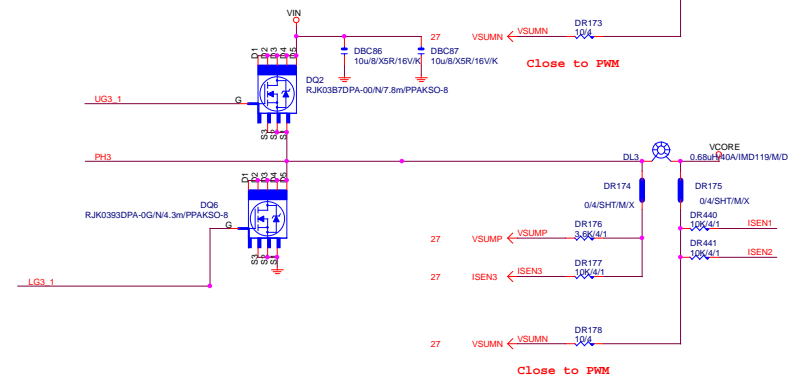 VIN
27 VSUMN VSUMN DR173
10/4
Close to PWM
D1 D2 D3 D4 D5
DBC86
10u/8/X5R/16V/K
DBC87
10u/8/X5R/16V/K
DQ2
RJK03B7DPA-00/N/7.8m/PPAKSO-8
UG3_1
G
S3 S2 S1
PH3
DL3
VCORE
0.68uH/40A/IMD119/M/D
D1 D2 D3 D4 D5
DR174
0/4/SHT/M/X
DR175
0/4/SHT/M/X
DQ6
RJK0393DPA-0G/N/4.3m/PPAKSO-8
G
S3 S2 S1
DR440
10K/4/1
ISEN1
27 VSUMP VSUMP DR176
3.6K/4/1
DR441
10K/4/1
ISEN2
27 ISEN3 ISEN3 DR177
10K/4/1
LG3_1
27 VSUMN VSUMN DR178
10/4
Close to PWM